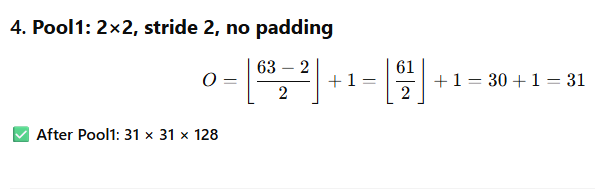 4. Pool1: 2×2, stride 2, no padding
O = ⌊(63 − 2)/2⌋ + 1 = ⌊61/2⌋ + 1 = 30 + 1 = 31
✅ After Pool1: 31 × 31 × 128